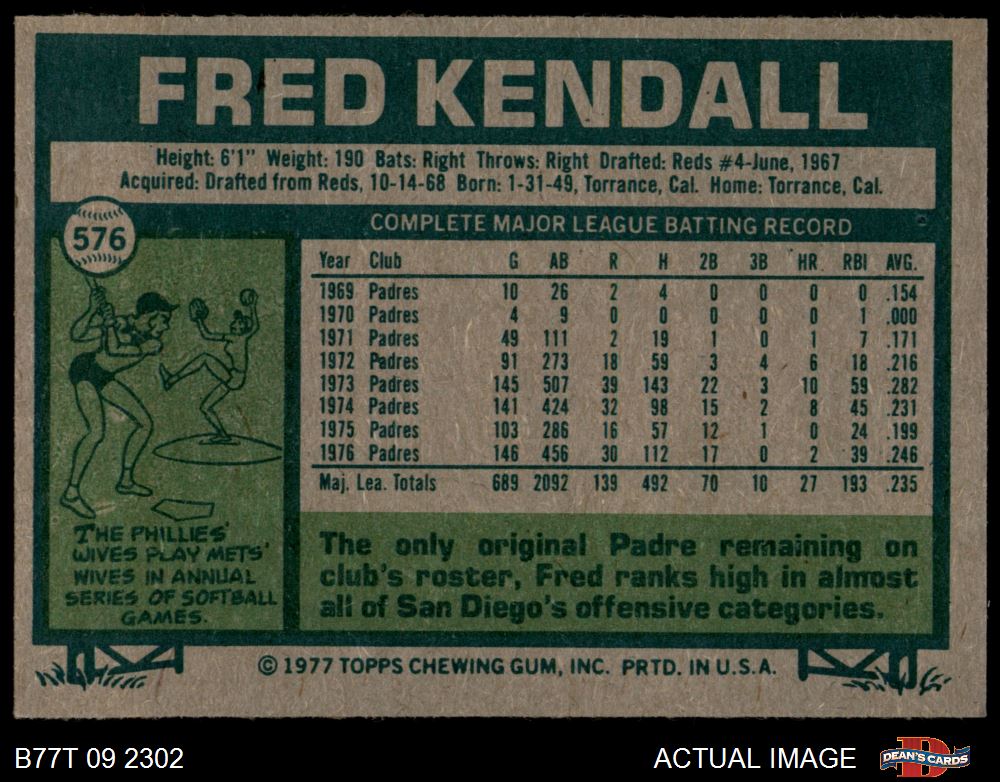 FRED KENDALL
Height: 6'1" Weight: 190 Bats: Right Throws: Right Drafted: Reds #4-June, 1967
Acquired: Drafted from Reds, 10-14-68 Born: 1-31-49, Torrance, Cal. Home: Torrance, Cal.
576
COMPLETE MAJOR LEAGUE BATTING RECORD
Year Club G AB R H 2B 3B HR RBI AVG.
1969 Padres 10 26 2 4 0 0 0 0 .154
1970 Padres 4 9 0 0 0 0 0 1 .000
1971 Padres 49 111 2 19 1 0 1 7 .171
1972 Padres 91 273 18 59 3 4 6 18 .216
1973 Padres 145 507 39 143 22 3 10 59 .282
1974 Padres 141 424 32 98 15 2 8 45 .231
1975 Padres 103 286 16 57 12 1 0 24 .199
1976 Padres 146 456 30 112 17 0 2 39 .246
Maj. Lea. Totals 689 2092 139 492 70 10 27 193 .235
THE PHILLIES'
WIVES PLAY METS'
WIVES IN ANNUAL
SERIES OF SOFTBALL
GAMES.
The only original Padre remaining on
club's roster, Fred ranks high in almost
all of San Diego's offensive categories.
© 1977 TOPPS CHEWING GUM, INC. PRTD. IN U.S.A.
B77T 09 2302
ACTUAL IMAGE
D
DEAN'S CARDS